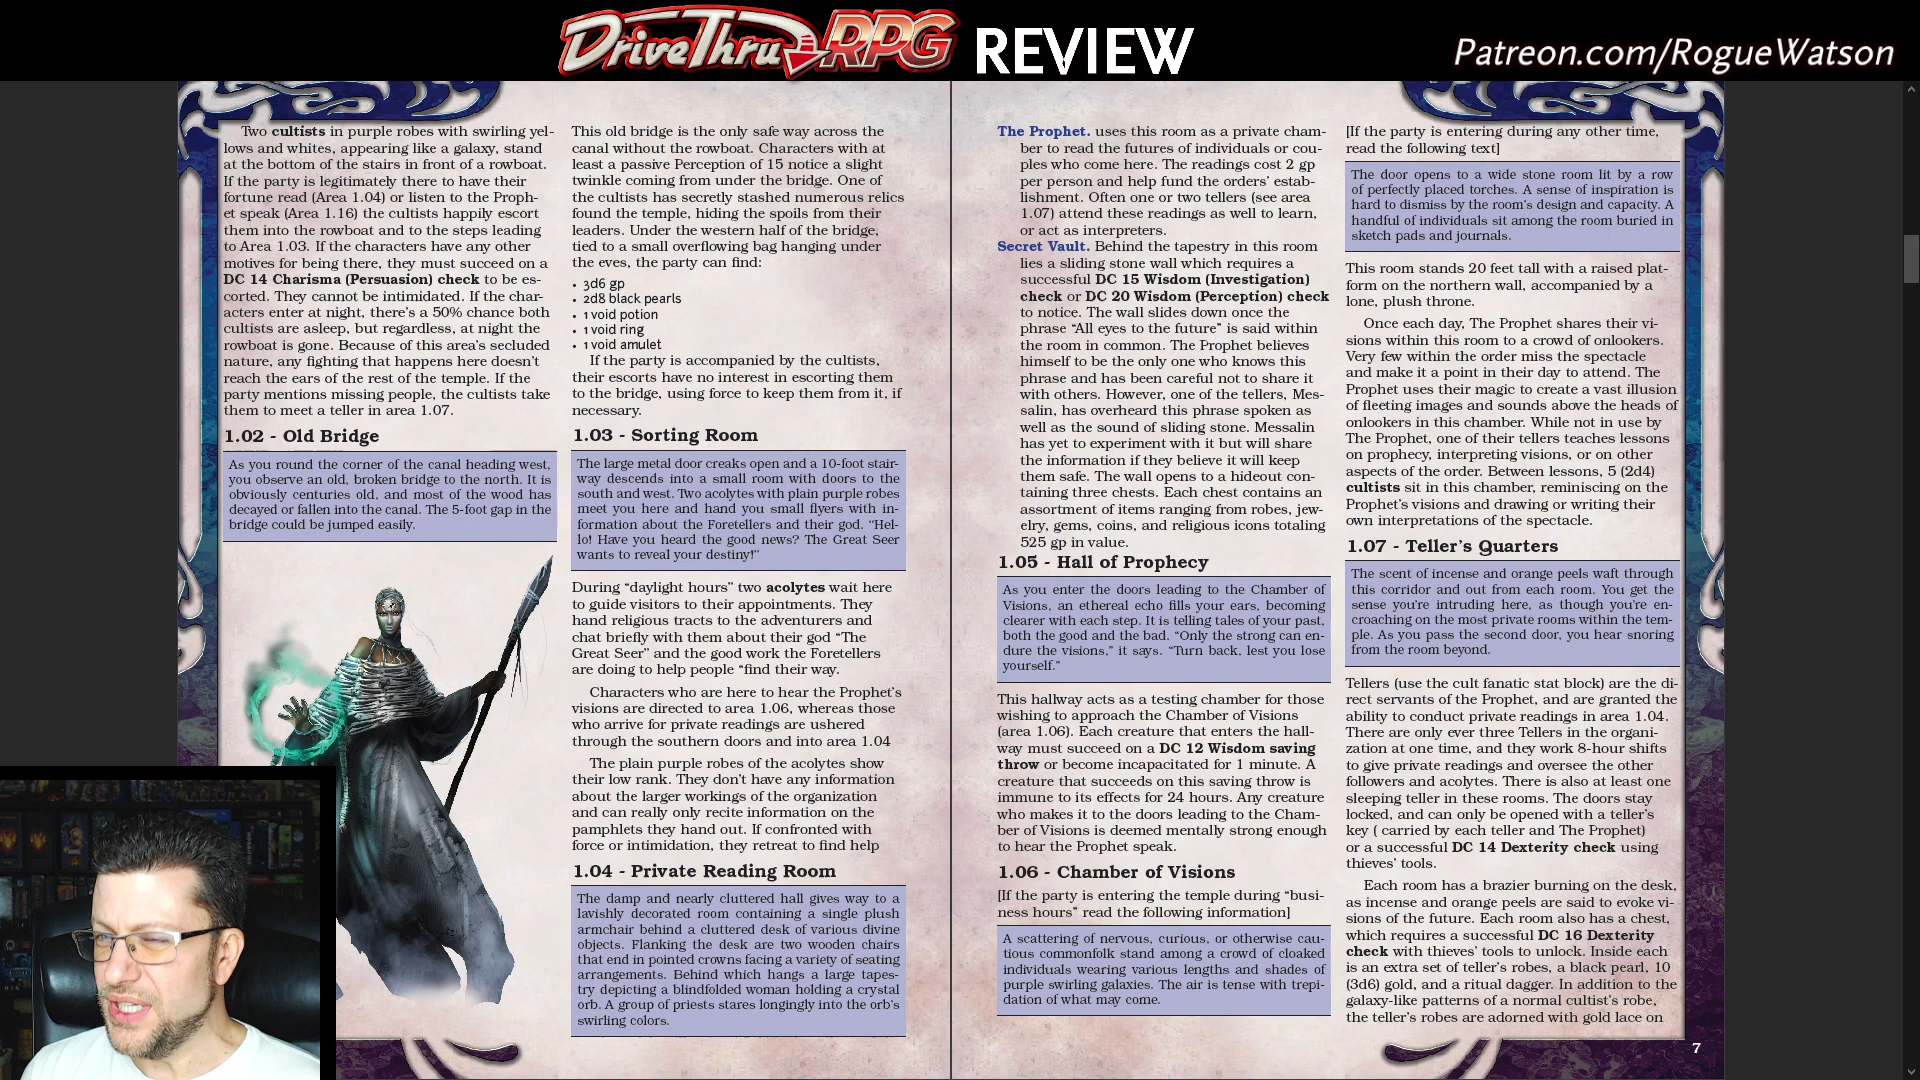 DriveThruRPG REVIEW
Patreon.com/RogueWatson
Two cultists in purple robes with swirling yel-
lows and whites, appearing like a galaxy, stand
at the bottom of the stairs in front of a rowboat.
If the party is legitimately there to have their
fortune read (Area 1.04) or listen to the Proph-
et speak (Area 1.16) the cultists happily escort
them into the rowboat and to the steps leading
to Area 1.03. If the characters have any other
motives for being there, they must succeed on a
DC 14 Charisma (Persuasion) check to be es-
corted. They cannot be intimidated. If the char-
acters enter at night, there's a 50% chance both
cultists are asleep, but regardless, at night the
rowboat is gone. Because of this area's secluded
nature, any fighting that happens here doesn't
reach the ears of the rest of the temple. If the
party mentions missing people, the cultists take
them to meet a teller in area 1.07.
1.02 - Old Bridge
As you round the corner of the canal heading west,
you observe an old, broken bridge to the north. It is
obviously centuries old, and most of the wood has
decayed or fallen into the canal. The 5-foot gap in the
bridge could be jumped easily.
This old bridge is the only safe way across the
canal without the rowboat. Characters with at
least a passive Perception of 15 notice a slight
twinkle coming from under the bridge. One of
the cultists has secretly stashed numerous relics
found the temple, hiding the spoils from their
leaders. Under the western half of the bridge,
tied to a small overflowing bag hanging under
the eves, the party can find:
• 3d6 gp
• 2d8 black pearls
• 1 void potion
• 1 void ring
• 1 void amulet
If the party is accompanied by the cultists,
their escorts have no interest in escorting them
to the bridge, using force to keep them from it, if
necessary.
1.03 - Sorting Room
The large metal door creaks open and a 10-foot stair-
way descends into a small room with doors to the
south and west. Two acolytes with plain purple robes
meet you here and hand you small flyers with in-
formation about the Foretellers and their god. "Hel-
lo! Have you heard the good news? The Great Seer
wants to reveal your destiny!"
During "daylight hours" two acolytes wait here
to guide visitors to their appointments. They
hand religious tracts to the adventurers and
chat briefly with them about their god "The
Great Seer" and the good work the Foretellers
are doing to help people "find their way.
Characters who are here to hear the Prophet's
visions are directed to area 1.06, whereas those
who arrive for private readings are ushered
through the southern doors and into area 1.04
The plain purple robes of the acolytes show
their low rank. They don't have any information
about the larger workings of the organization
and can really only recite information on the
pamphlets they hand out. If confronted with
force or intimidation, they retreat to find help
1.04 - Private Reading Room
The damp and nearly cluttered hall gives way to a
lavishly decorated room containing a single plush
armchair behind a cluttered desk of various divine
objects. Flanking the desk are two wooden chairs
that end in pointed crowns facing a variety of seating
arrangements. Behind which hangs a large tapes-
try depicting a blindfolded woman holding a crystal
orb. A group of priests stares longingly into the orb's
swirling colors.
The Prophet. uses this room as a private cham-
ber to read the futures of individuals or cou-
ples who come here. The readings cost 2 gp
per person and help fund the orders' estab-
lishment. Often one or two tellers (see area
1.07) attend these readings as well to learn,
or act as interpreters.
Secret Vault. Behind the tapestry in this room
lies a sliding stone wall which requires a
successful DC 15 Wisdom (Investigation)
check or DC 20 Wisdom (Perception) check
to notice. The wall slides down once the
phrase "All eyes to the future" is said within
the room in common. The Prophet believes
himself to be the only one who knows this
phrase and has been careful not to share it
with others. However, one of the tellers, Mes-
salin, has overheard this phrase spoken as
well as the sound of sliding stone. Messalin
has yet to experiment with it but will share
the information if they believe it will keep
them safe. The wall opens to a hideout con-
taining three chests. Each chest contains an
assortment of items ranging from robes, jew-
elry, gems, coins, and religious icons totaling
525 gp in value.
1.05 - Hall of Prophecy
As you enter the doors leading to the Chamber of
Visions, an ethereal echo fills your ears, becoming
clearer with each step. It is telling tales of your past,
both the good and the bad. "Only the strong can en-
dure the visions," it says. "Turn back, lest you lose
yourself."
This hallway acts as a testing chamber for those
wishing to approach the Chamber of Visions
(area 1.06). Each creature that enters the hall-
way must succeed on a DC 12 Wisdom saving
throw or become incapacitated for 1 minute. A
creature that succeeds on this saving throw is
immune to its effects for 24 hours. Any creature
who makes it to the doors leading to the Cham-
ber of Visions is deemed mentally strong enough
to hear the Prophet speak.
1.06 - Chamber of Visions
[If the party is entering the temple during "busi-
ness hours" read the following information]
A scattering of nervous, curious, or otherwise cau-
tious commonfolk stand among a crowd of cloaked
individuals wearing various lengths and shades of
purple swirling galaxies. The air is tense with trepi-
dation of what may come.
[If the party is entering during any other time,
read the following text]
The door opens to a wide stone room lit by a row
of perfectly placed torches. A sense of inspiration is
hard to dismiss by the room's design and capacity. A
handful of individuals sit among the room buried in
sketch pads and journals.
This room stands 20 feet tall with a raised plat-
form on the northern wall, accompanied by a
lone, plush throne.
Once each day, The Prophet shares their vi-
sions within this room to a crowd of onlookers.
Very few within the order miss the spectacle
and make it a point in their day to attend. The
Prophet uses their magic to create a vast illusion
of fleeting images and sounds above the heads of
onlookers in this chamber. While not in use by
The Prophet, one of their tellers teaches lessons
on prophecy, interpreting visions, or on other
aspects of the order. Between lessons, 5 (2d4)
cultists sit in this chamber, reminiscing on the
Prophet's visions and drawing or writing their
own interpretations of the spectacle.
1.07 - Teller's Quarters
The scent of incense and orange peels waft through
this corridor and out from each room. You get the
sense you're intruding here, as though you're en-
croaching on the most private rooms within the tem-
ple. As you pass the second door, you hear snoring
from the room beyond.
Tellers (use the cult fanatic stat block) are the di-
rect servants of the Prophet, and are granted the
ability to conduct private readings in area 1.04.
There are only ever three Tellers in the organi-
zation at one time, and they work 8-hour shifts
to give private readings and oversee the other
followers and acolytes. There is also at least one
sleeping teller in these rooms. The doors stay
locked, and can only be opened with a teller's
key ( carried by each teller and The Prophet)
or a successful DC 14 Dexterity check using
thieves' tools.
Each room has a brazier burning on the desk,
as incense and orange peels are said to evoke vi-
sions of the future. Each room also has a chest,
which requires a successful DC 16 Dexterity
check with thieves' tools to unlock. Inside each
is an extra set of teller's robes, a black pearl, 10
(3d6) gold, and a ritual dagger. In addition to the
galaxy-like patterns of a normal cultist's robe,
the teller's robes are adorned with gold lace on
7